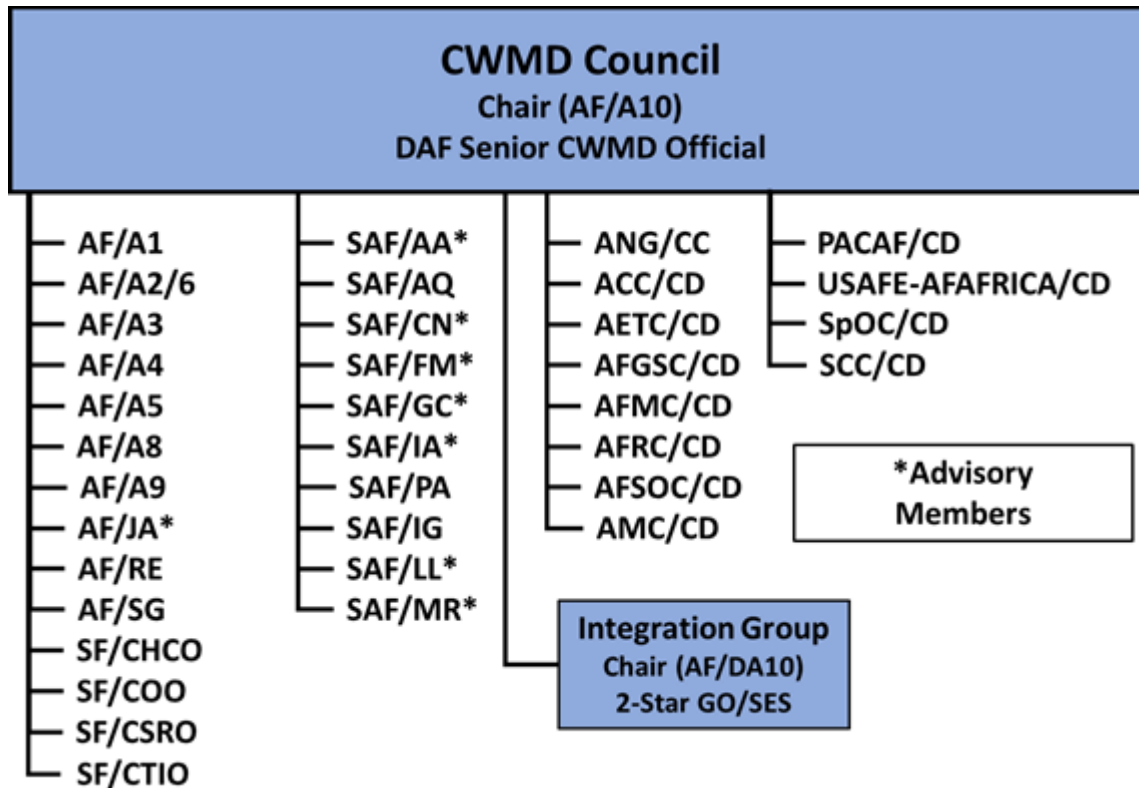 CWMD Council
Chair (AF/A10)
DAF Senior CWMD Official
AF/A1
AF/A2/6
AF/A3
AF/A4
AF/A5
AF/A8
AF/A9
AF/JA*
AF/RE
AF/SG
SF/CHCO
SF/COO
SF/CSRO
SF/CTIO
SAF/AA*
SAF/AQ
SAF/CN*
SAF/FM*
SAF/GC*
SAF/IA*
SAF/PA
SAF/IG
SAF/LL*
SAF/MR*
ANG/CC
ACC/CD
AETC/CD
AFGSC/CD
AFMC/CD
AFRC/CD
AFSOC/CD
AMC/CD
PACAF/CD
USAFE-AFAFRICA/CD
SpOC/CD
SCC/CD
*Advisory
Members
Integration Group
Chair (AF/DA10)
2-Star GO/SES